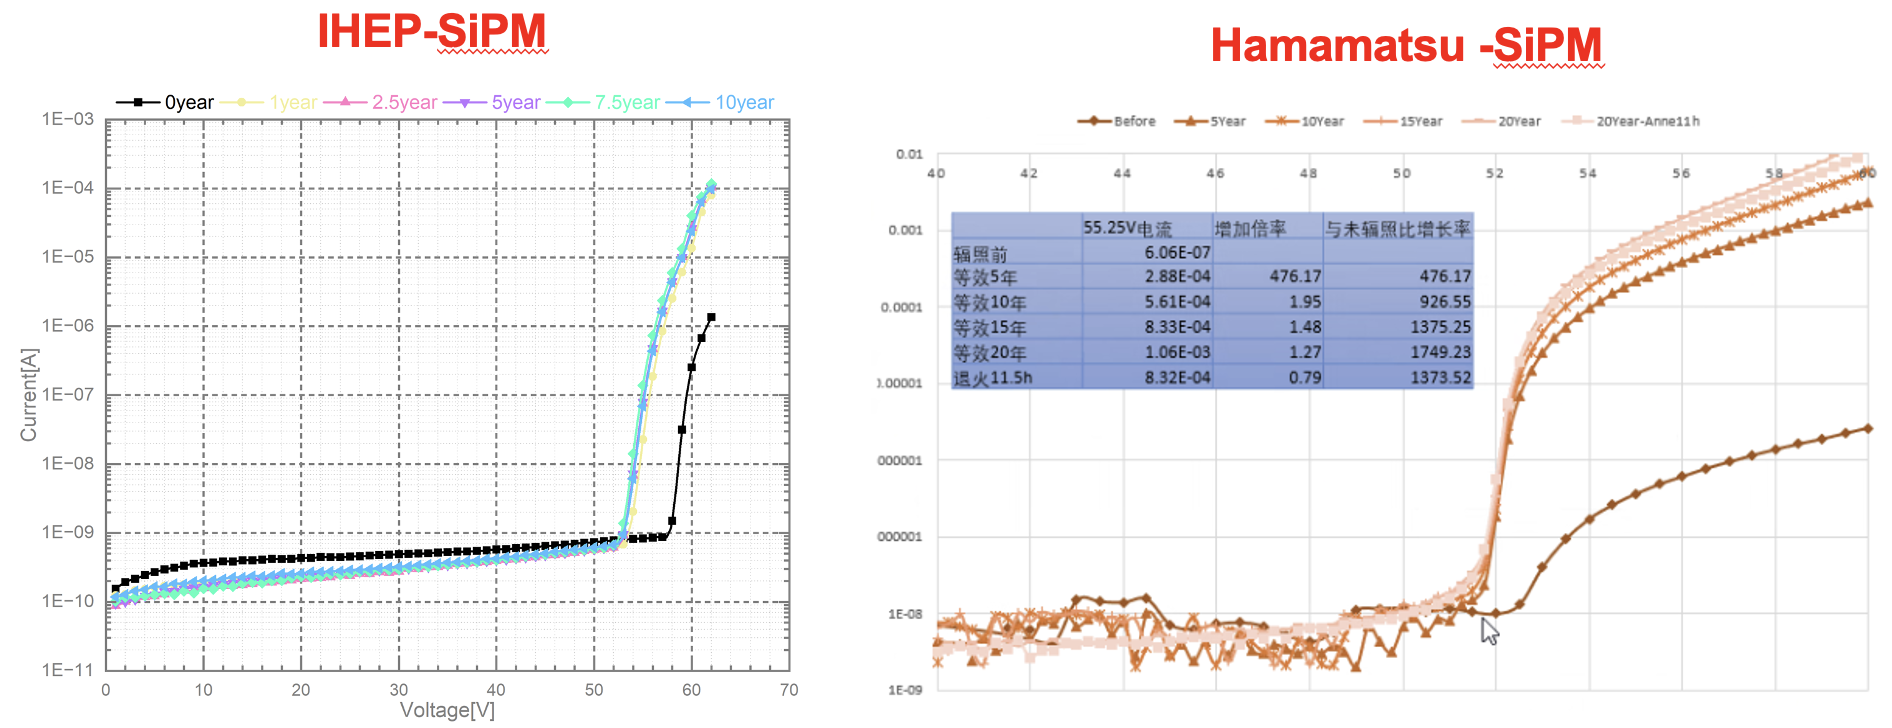 IHEP-SiPM
Hamamatsu -SiPM
0year 1year 2.5year 5year 7.5year 10year
1E−03
1E−04
1E−05
1E−06
1E−07
1E−08
1E−09
1E−10
1E−11
Current[A]
0 10 20 30 40 50 60 70
Voltage[V]
Before 5Year 10Year 15Year 20Year 20Year-Anne11h
0.01
40 42 44 46 48 50 52 54 56 58 60
0.001
0.0001
0.00001
000001
000001
1E-08
1E-09
55.25V电流 增加倍率 与未辐照比增长率
辐照前 6.06E-07
等效5年 2.88E-04 476.17 476.17
等效10年 5.61E-04 1.95 926.55
等效15年 8.33E-04 1.48 1375.25
等效20年 1.06E-03 1.27 1749.23
退火11.5h 8.32E-04 0.79 1373.52